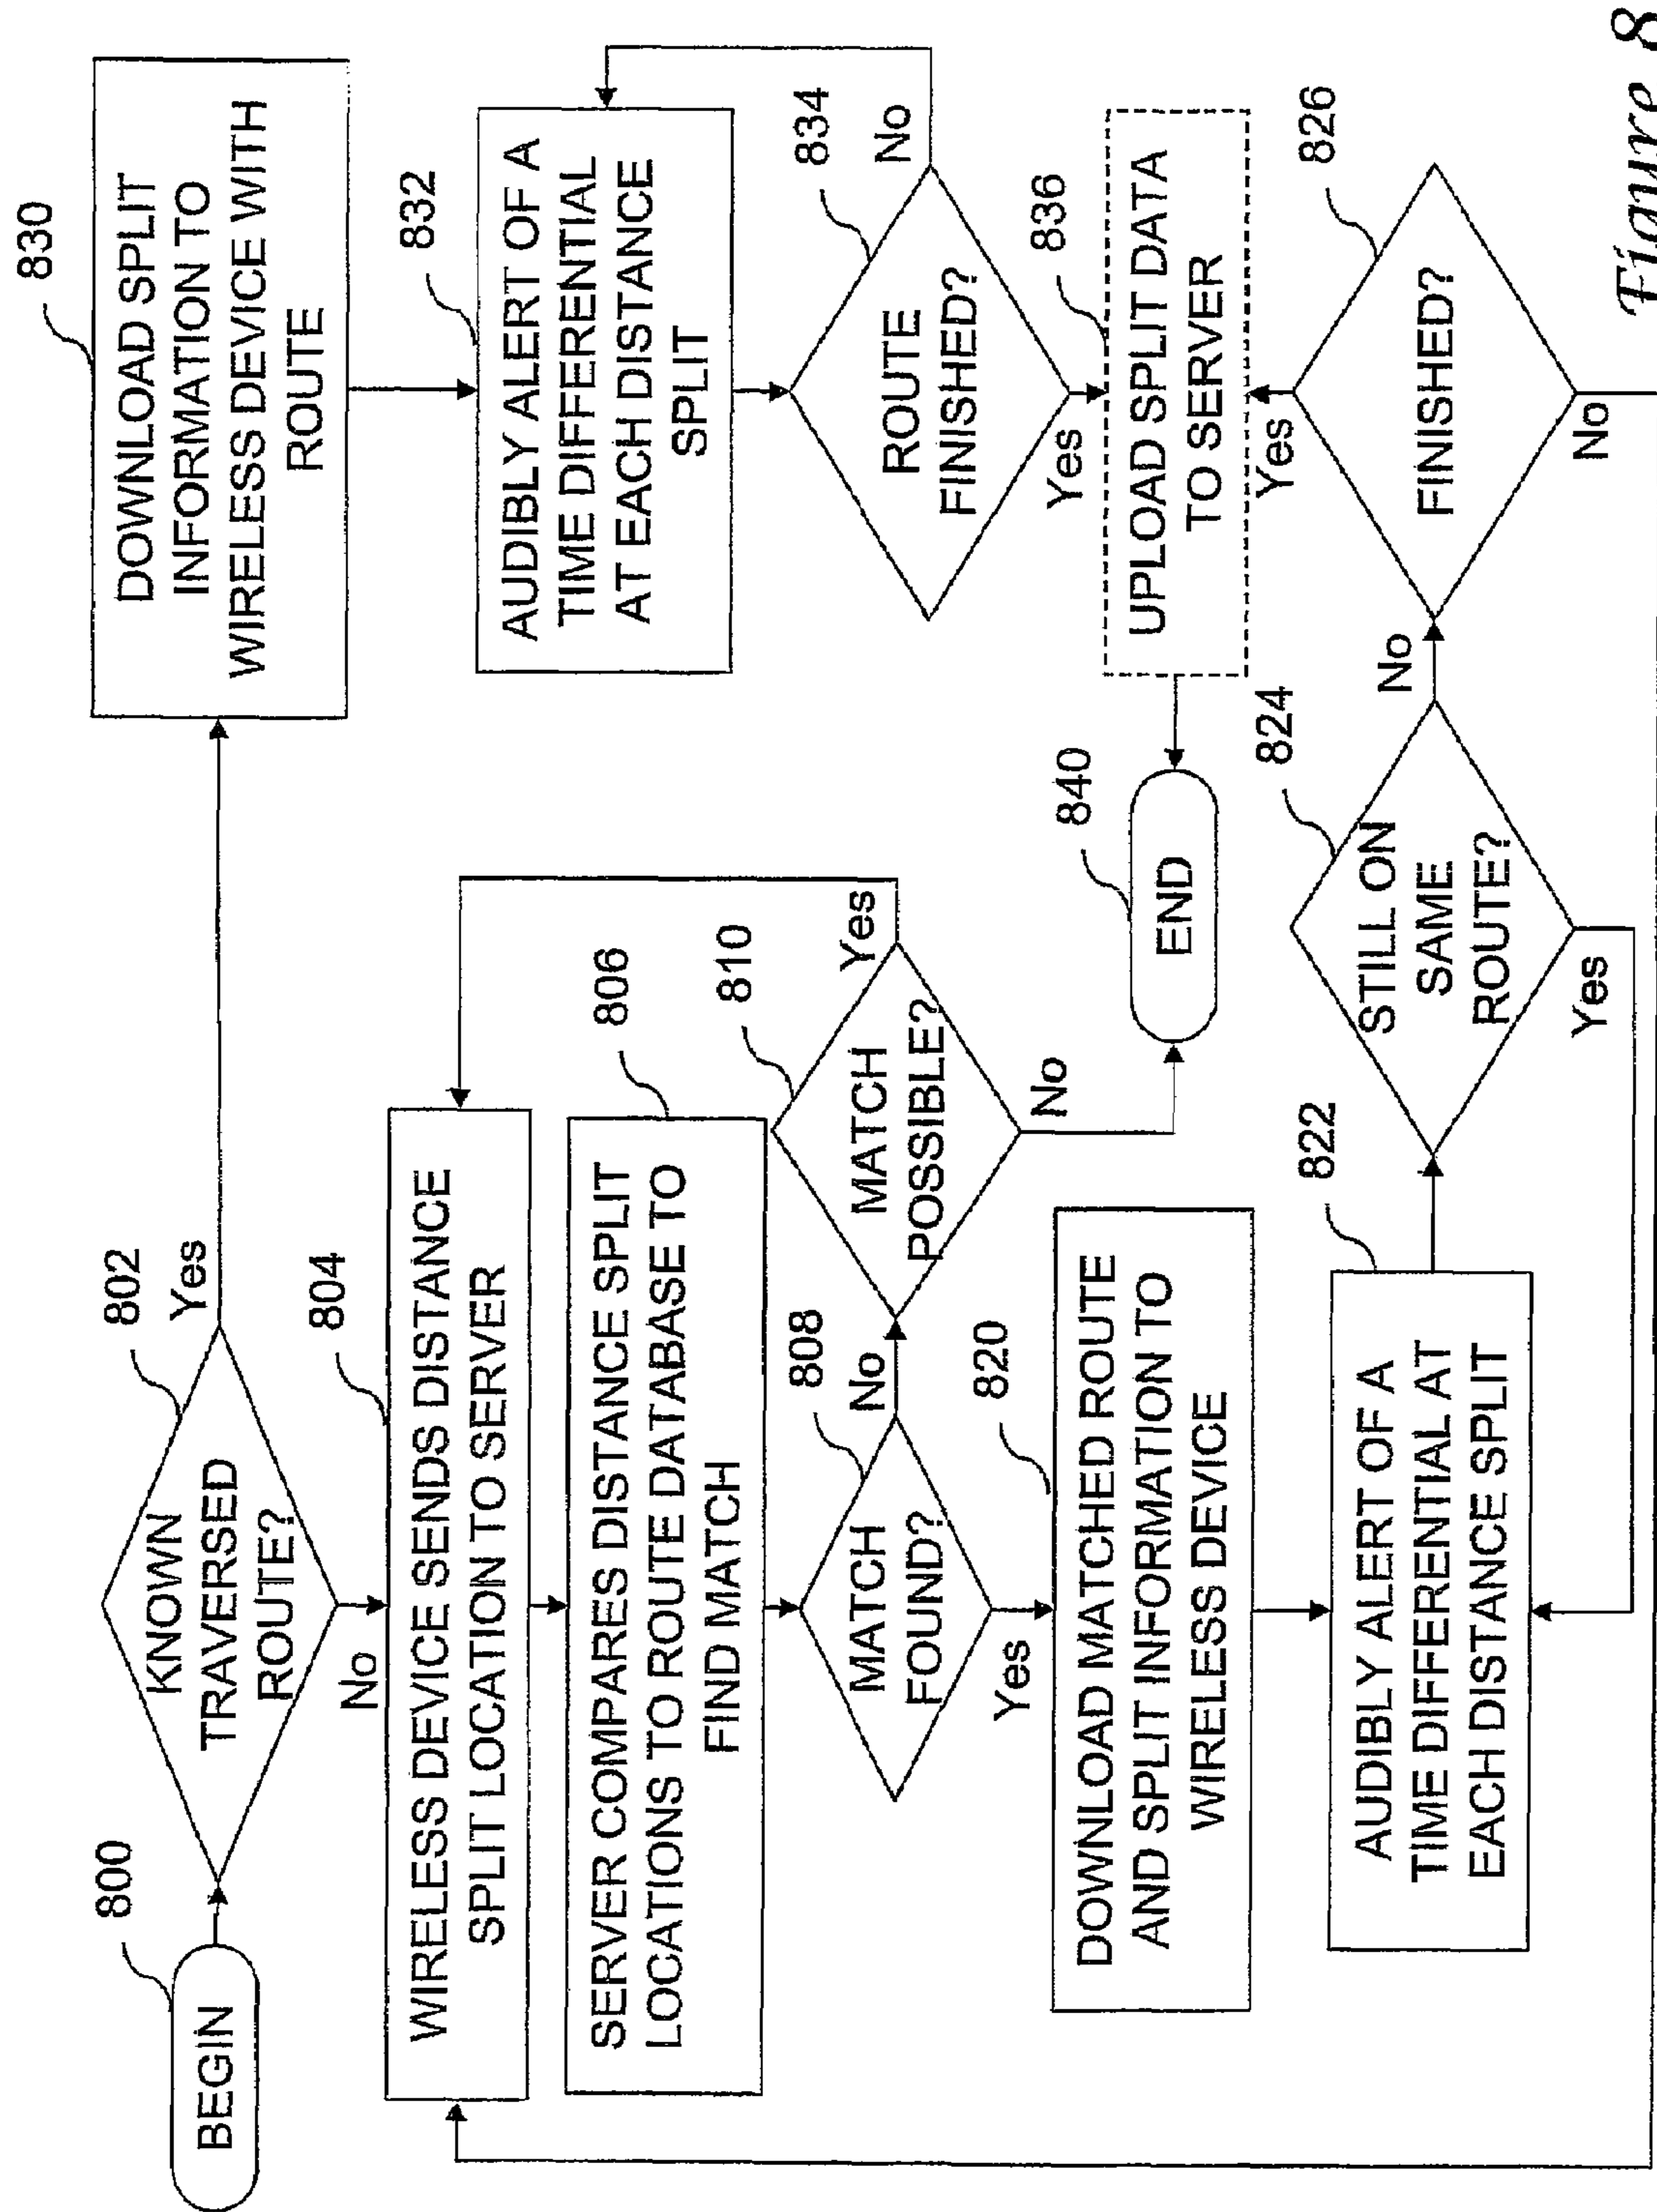 800
BEGIN
802
KNOWN
TRAVERSED
ROUTE?
Yes
No
830
DOWNLOAD SPLIT
INFORMATION TO
WIRELESS DEVICE WITH
ROUTE
804
WIRELESS DEVICE SENDS DISTANCE
SPLIT LOCATION TO SERVER
806
SERVER COMPARES DISTANCE SPLIT
LOCATIONS TO ROUTE DATABASE TO
FIND MATCH
808
MATCH
FOUND?
No
Yes
810
MATCH
POSSIBLE?
Yes
No
832
AUDIBLY ALERT OF A
TIME DIFFERENTIAL
AT EACH DISTANCE
SPLIT
834
ROUTE
FINISHED?
No
Yes
836
UPLOAD SPLIT DATA
TO SERVER
840
END
820
DOWNLOAD MATCHED ROUTE
AND SPLIT INFORMATION TO
WIRELESS DEVICE
822
AUDIBLY ALERT OF A
TIME DIFFERENTIAL AT
EACH DISTANCE SPLIT
824
STILL ON
SAME
ROUTE?
No
Yes
826
FINISHED?
Yes
No
Figure 8